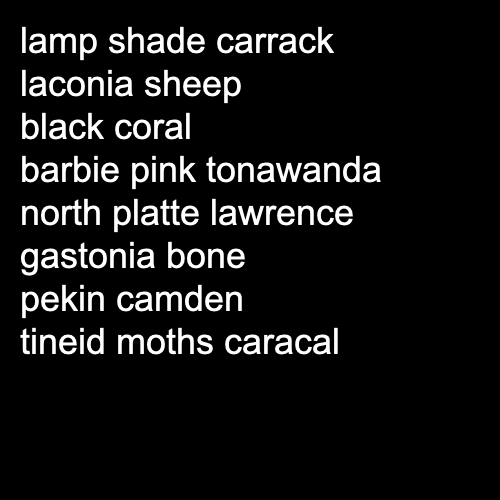 lamp shade carrack
laconia sheep
black coral
barbie pink tonawanda
north platte lawrence
gastonia bone
pekin camden
tineid moths caracal